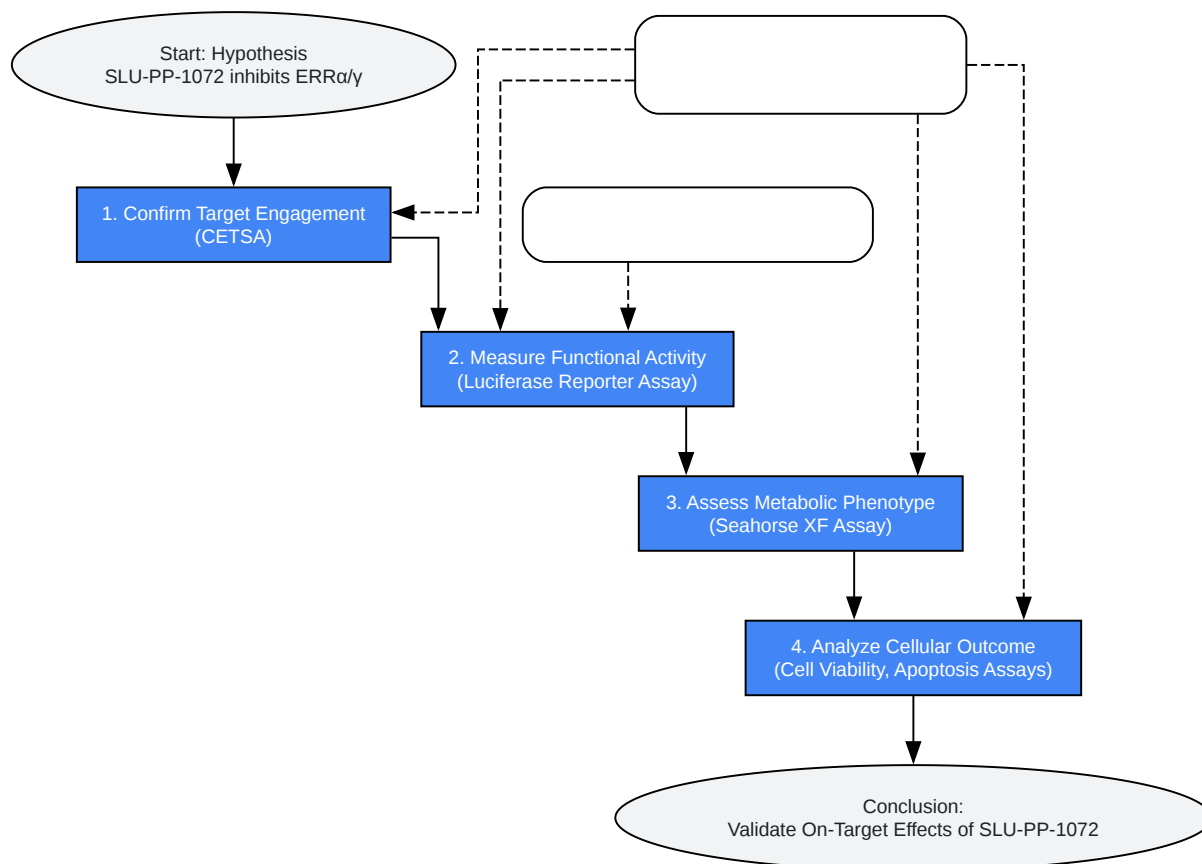 Start: Hypothesis
SLU-PP-1072 inhibits ERRα/γ
1. Confirm Target Engagement
(CETSA)
2. Measure Functional Activity
(Luciferase Reporter Assay)
3. Assess Metabolic Phenotype
(Seahorse XF Assay)
4. Analyze Cellular Outcome
(Cell Viability, Apoptosis Assays)
Conclusion:
Validate On-Target Effects of SLU-PP-1072